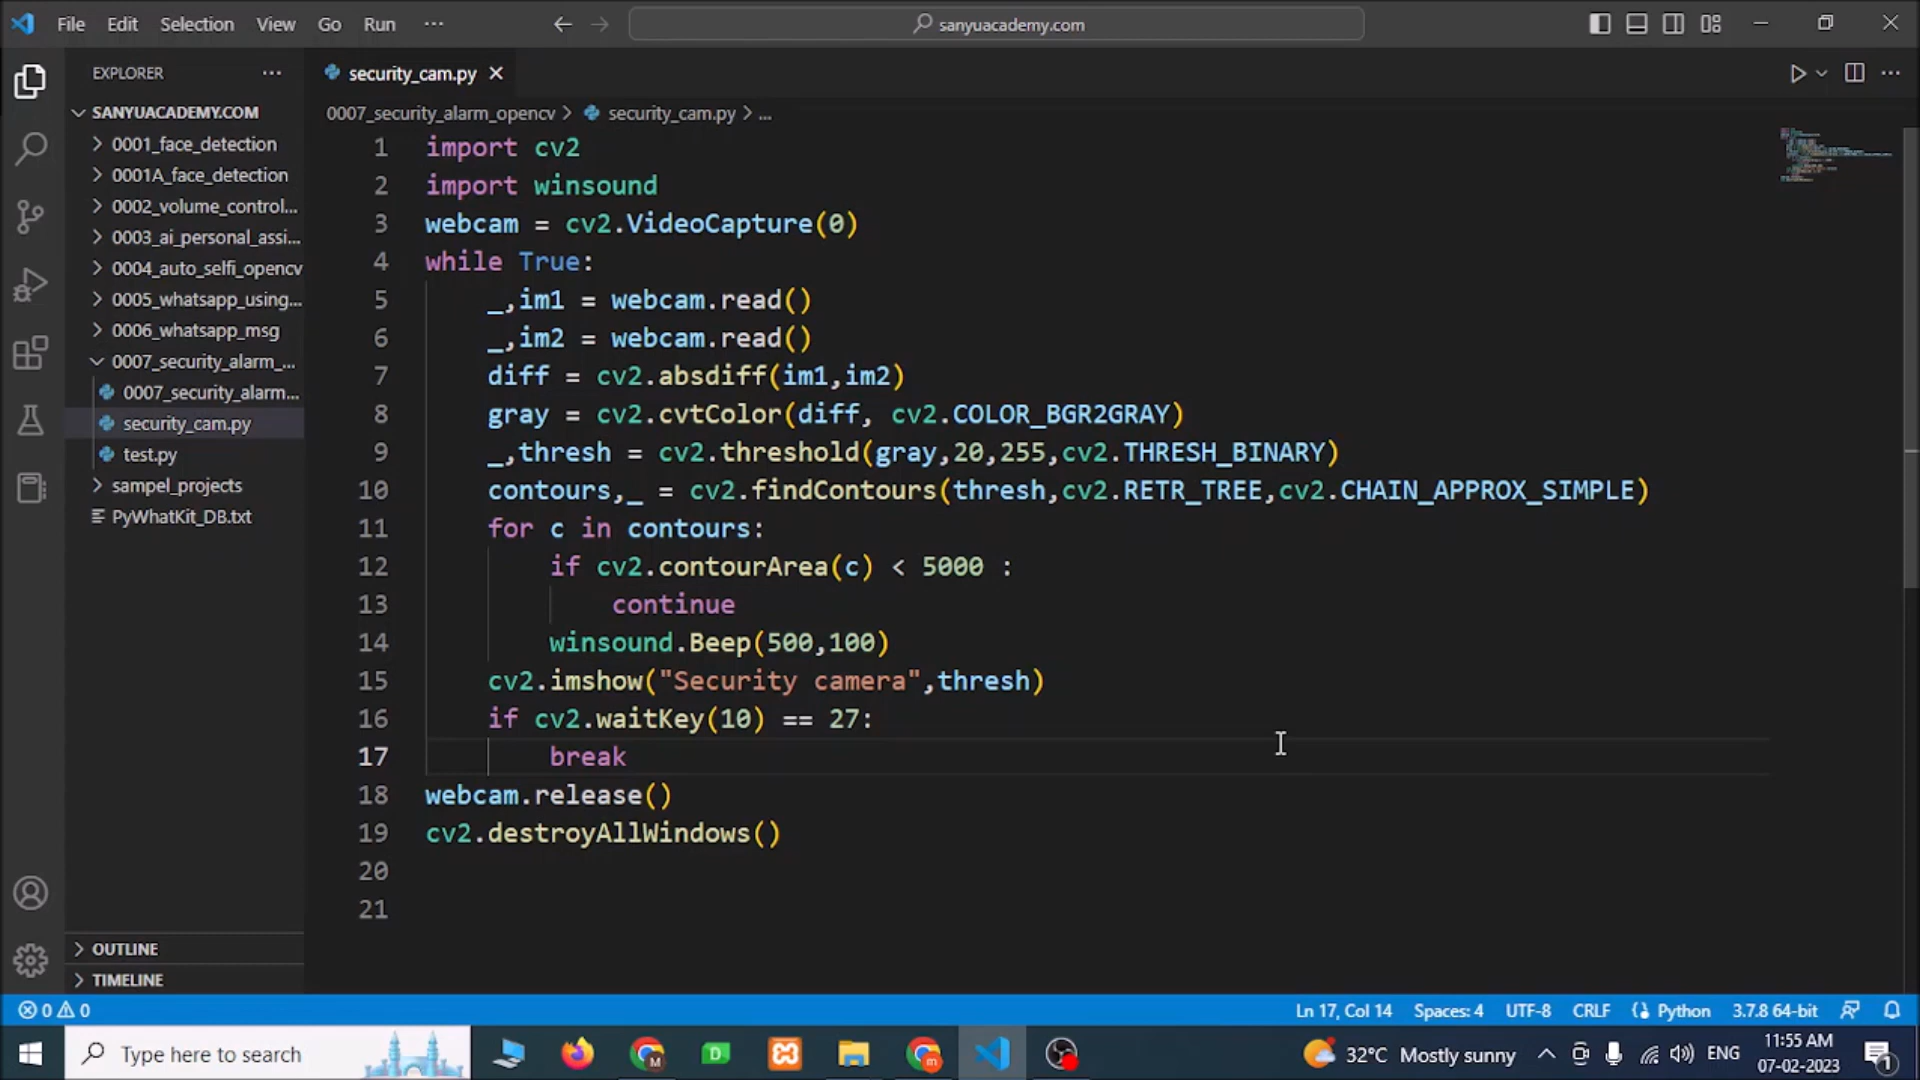 File Edit Selection View Go Run ···
sanyuacademy.com
EXPLORER ···
SANYUACADEMY.COM
0001_face_detection
0001A_face_detection
0002_volume_control...
0003_ai_personal_assi...
0004_auto_selfi_opencv
0005_whatsapp_using...
0006_whatsapp_msg
0007_security_alarm_...
0007_security_alarm...
security_cam.py
test.py
sampel_projects
PyWhatKit_DB.txt
OUTLINE
TIMELINE
security_cam.py
0007_security_alarm_opencv > security_cam.py > ...
1 import cv2
2 import winsound
3 webcam = cv2.VideoCapture(0)
4 while True:
5 _,im1 = webcam.read()
6 _,im2 = webcam.read()
7 diff = cv2.absdiff(im1,im2)
8 gray = cv2.cvtColor(diff, cv2.COLOR_BGR2GRAY)
9 _,thresh = cv2.threshold(gray,20,255,cv2.THRESH_BINARY)
10 contours,_ = cv2.findContours(thresh,cv2.RETR_TREE,cv2.CHAIN_APPROX_SIMPLE)
11 for c in contours:
12 if cv2.contourArea(c) < 5000 :
13 continue
14 winsound.Beep(500,100)
15 cv2.imshow("Security camera",thresh)
16 if cv2.waitKey(10) == 27:
17 break
18 webcam.release()
19 cv2.destroyAllWindows()
20
21
0 0
Ln 17, Col 14 Spaces: 4 UTF-8 CRLF Python 3.7.8 64-bit
Type here to search
32°C Mostly sunny
ENG
11:55 AM
07-02-2023
1